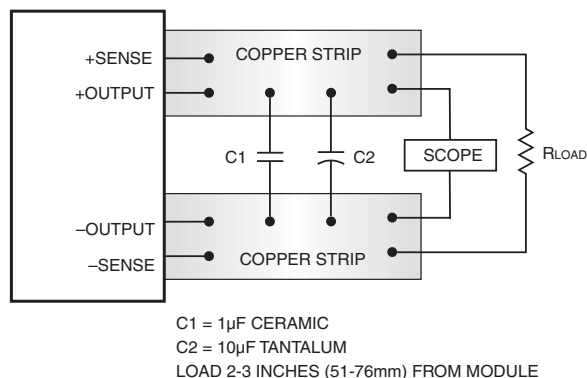 +SENSE
COPPER STRIP
+OUTPUT
C1
C2
SCOPE
RLOAD
–OUTPUT
–SENSE
COPPER STRIP
C1 = 1µF CERAMIC
C2 = 10µF TANTALUM
LOAD 2-3 INCHES (51-76mm) FROM MODULE